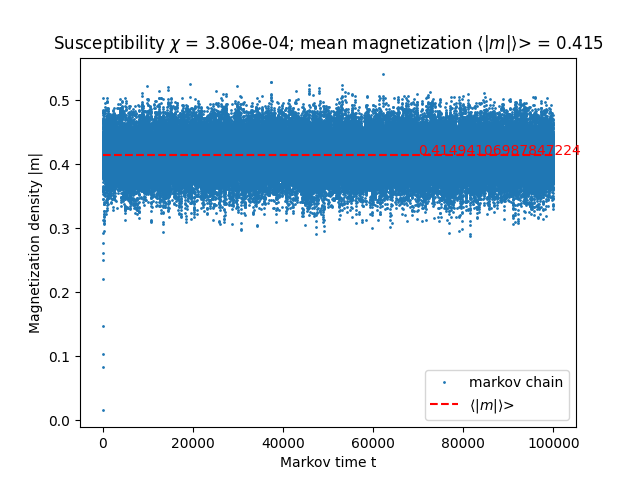 Susceptibility χ = 3.806e-04; mean magnetization ⟨|m|⟩> = 0.415
Magnetization density |m|
0.5
0.4
0.3
0.2
0.1
0.0
0.41494106987847224
markov chain
⟨|m|⟩>
0
20000
40000
60000
80000
100000
Markov time t